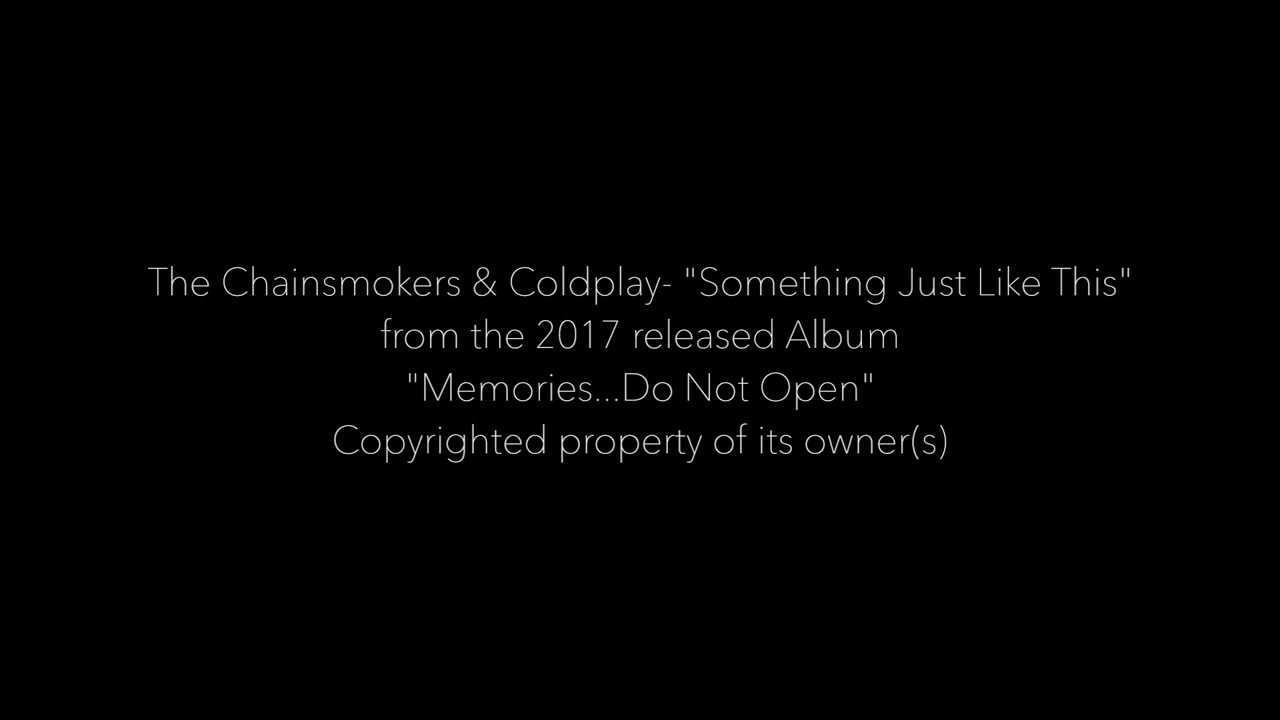 The Chainsmokers & Coldplay- "Something Just Like This"
from the 2017 released Album
"Memories...Do Not Open"
Copyrighted property of its owner(s)